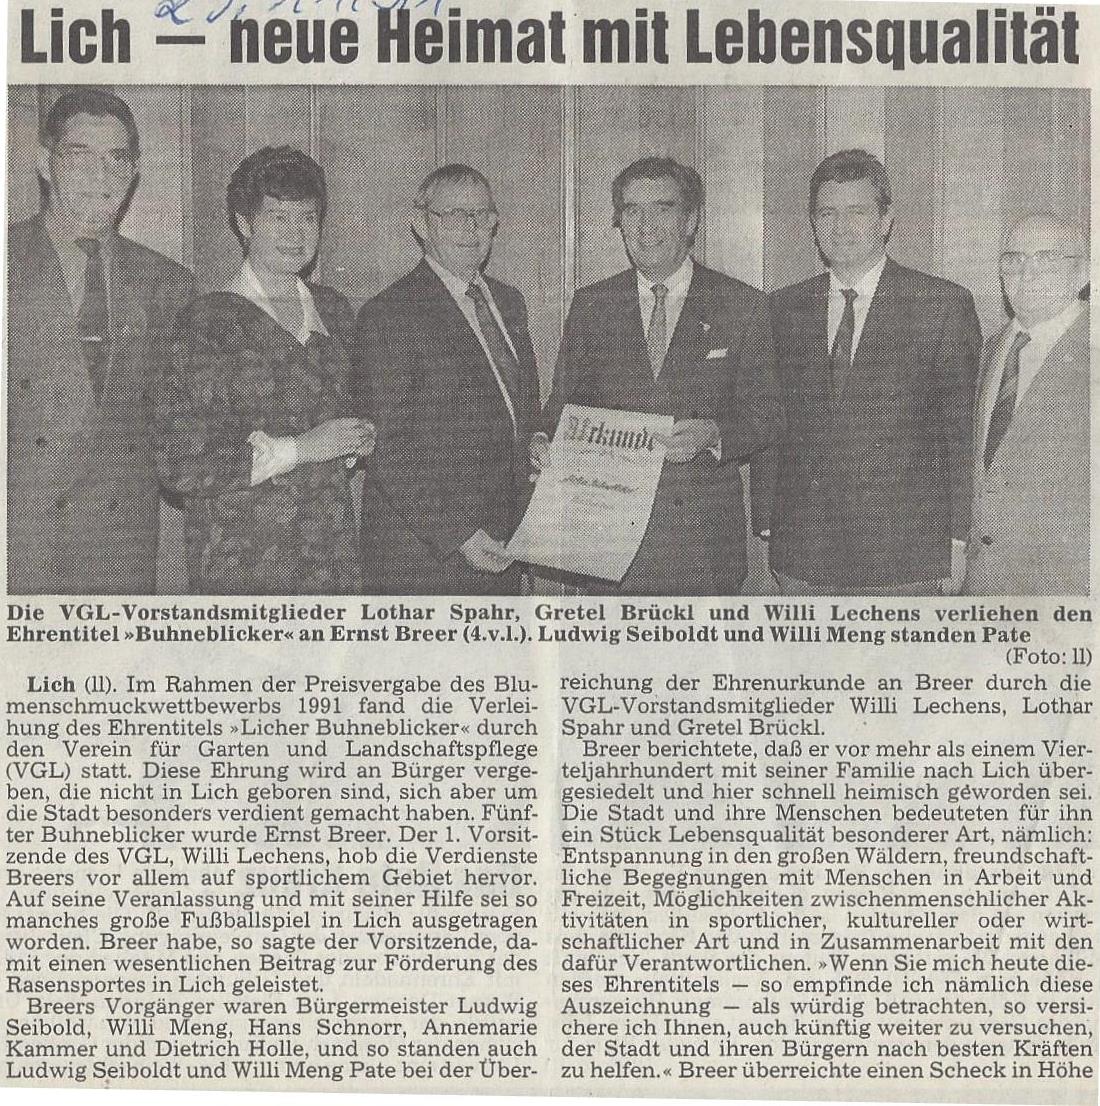 Lich — neue Heimat mit Lebensqualität
Urkunde
Die VGL-Vorstandsmitglieder Lothar Spahr, Gretel Brückl und Willi Lechens verliehen den
Ehrentitel »Buhneblicker« an Ernst Breer (4.v.l.). Ludwig Seiboldt und Willi Meng standen Pate
(Foto: ll)
Lich (ll). Im Rahmen der Preisvergabe des Blu-
menschmuckwettbewerbs 1991 fand die Verlei-
hung des Ehrentitels »Licher Buhneblicker« durch
den Verein für Garten und Landschaftspflege
(VGL) statt. Diese Ehrung wird an Bürger verge-
ben, die nicht in Lich geboren sind, sich aber um
die Stadt besonders verdient gemacht haben. Fünf-
ter Buhneblicker wurde Ernst Breer. Der 1. Vorsit-
zende des VGL, Willi Lechens, hob die Verdienste
Breers vor allem auf sportlichem Gebiet hervor.
Auf seine Veranlassung und mit seiner Hilfe sei so
manches große Fußballspiel in Lich ausgetragen
worden. Breer habe, so sagte der Vorsitzende, da-
mit einen wesentlichen Beitrag zur Förderung des
Rasensportes in Lich geleistet.
Breers Vorgänger waren Bürgermeister Ludwig
Seibold, Willi Meng, Hans Schnorr, Annemarie
Kammer und Dietrich Holle, und so standen auch
Ludwig Seiboldt und Willi Meng Pate bei der Über-
reichung der Ehrenurkunde an Breer durch die
VGL-Vorstandsmitglieder Willi Lechens, Lothar
Spahr und Gretel Brückl.
Breer berichtete, daß er vor mehr als einem Vier-
teljahrhundert mit seiner Familie nach Lich über-
gesiedelt und hier schnell heimisch geworden sei.
Die Stadt und ihre Menschen bedeuteten für ihn
ein Stück Lebensqualität besonderer Art, nämlich:
Entspannung in den großen Wäldern, freundschaft-
liche Begegnungen mit Menschen in Arbeit und
Freizeit, Möglichkeiten zwischenmenschlicher Ak-
tivitäten in sportlicher, kultureller oder wirt-
schaftlicher Art und in Zusammenarbeit mit den
dafür Verantwortlichen. »Wenn Sie mich heute die-
ses Ehrentitels — so empfinde ich nämlich diese
Auszeichnung — als würdig betrachten, so versi-
chere ich Ihnen, auch künftig weiter zu versuchen,
der Stadt und ihren Bürgern nach besten Kräften
zu helfen.« Breer überreichte einen Scheck in Höhe